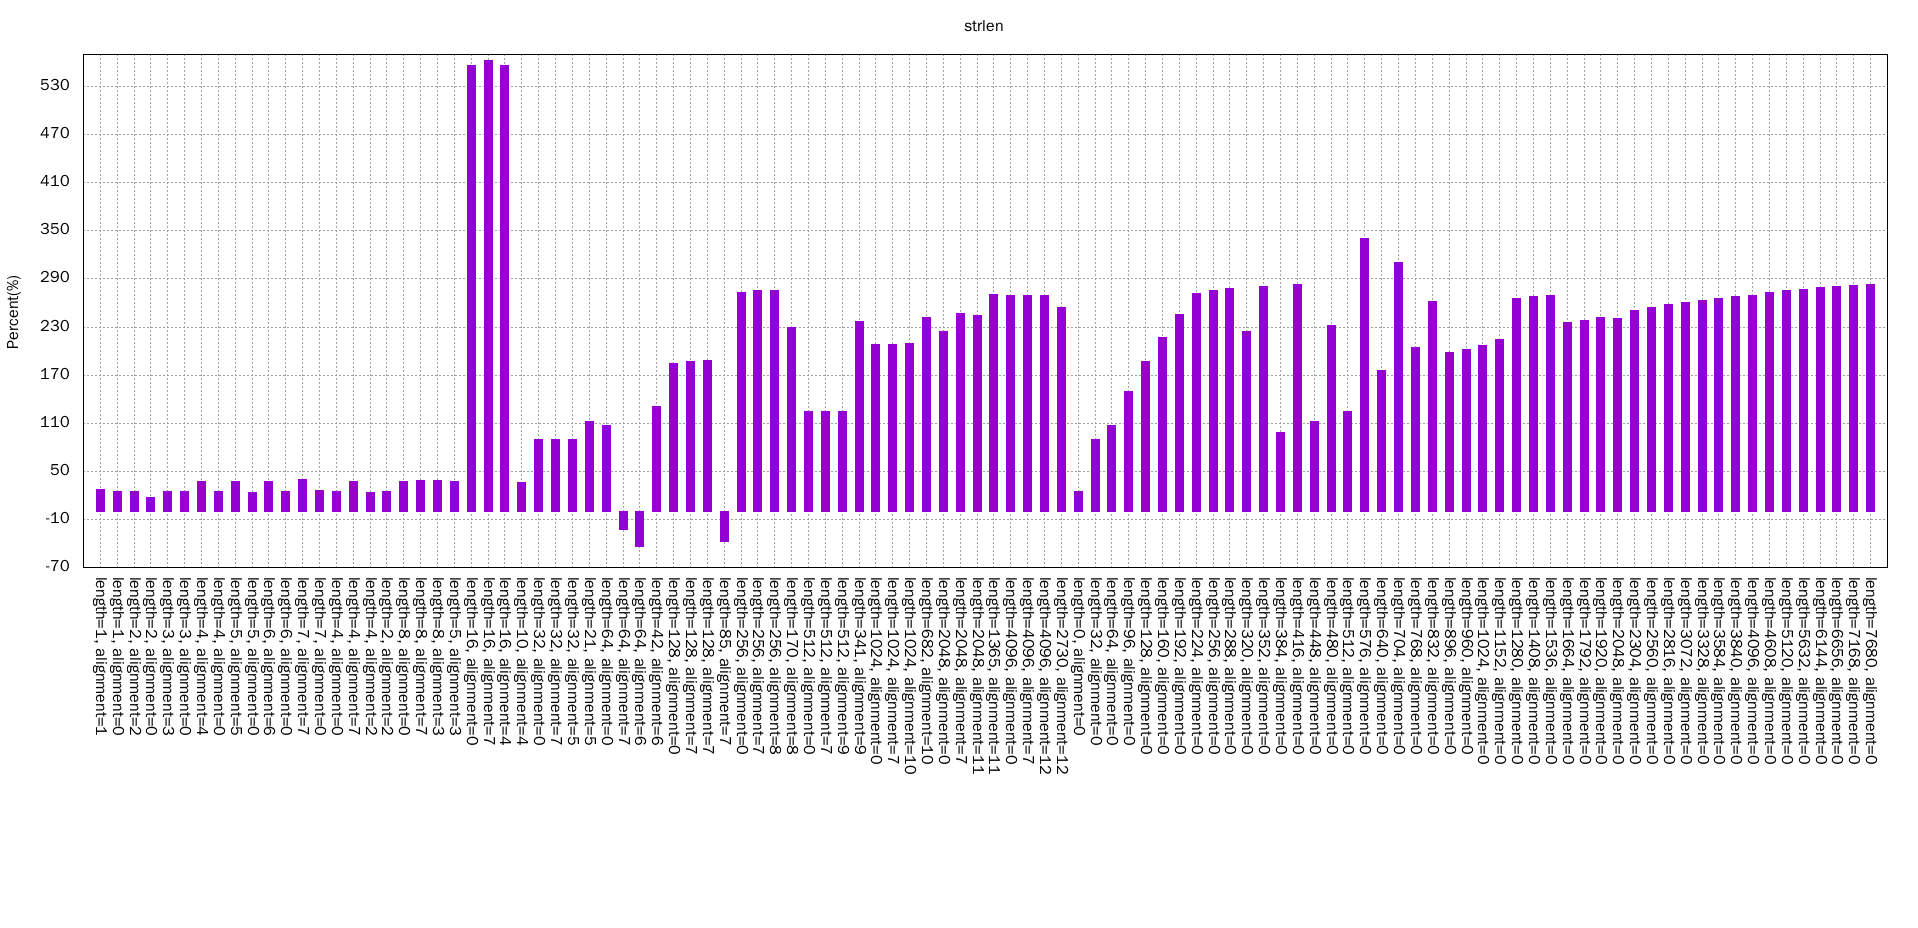 strlen
Percent(%)
530
470
410
350
290
230
170
110
50
-10
-70
length=1, alignment=1
length=1, alignment=0
length=2, alignment=2
length=2, alignment=0
length=3, alignment=3
length=3, alignment=0
length=4, alignment=4
length=4, alignment=0
length=5, alignment=5
length=5, alignment=0
length=6, alignment=6
length=6, alignment=0
length=7, alignment=7
length=7, alignment=0
length=4, alignment=0
length=4, alignment=7
length=4, alignment=2
length=2, alignment=2
length=8, alignment=0
length=8, alignment=7
length=8, alignment=3
length=5, alignment=3
length=16, alignment=0
length=16, alignment=7
length=16, alignment=4
length=10, alignment=4
length=32, alignment=0
length=32, alignment=7
length=32, alignment=5
length=21, alignment=5
length=64, alignment=0
length=64, alignment=7
length=64, alignment=6
length=42, alignment=6
length=128, alignment=0
length=128, alignment=7
length=128, alignment=7
length=85, alignment=7
length=256, alignment=0
length=256, alignment=7
length=256, alignment=8
length=170, alignment=8
length=512, alignment=0
length=512, alignment=7
length=512, alignment=9
length=341, alignment=9
length=1024, alignment=0
length=1024, alignment=7
length=1024, alignment=10
length=682, alignment=10
length=2048, alignment=0
length=2048, alignment=7
length=2048, alignment=11
length=1365, alignment=11
length=4096, alignment=0
length=4096, alignment=7
length=4096, alignment=12
length=2730, alignment=12
length=0, alignment=0
length=32, alignment=0
length=64, alignment=0
length=96, alignment=0
length=128, alignment=0
length=160, alignment=0
length=192, alignment=0
length=224, alignment=0
length=256, alignment=0
length=288, alignment=0
length=320, alignment=0
length=352, alignment=0
length=384, alignment=0
length=416, alignment=0
length=448, alignment=0
length=480, alignment=0
length=512, alignment=0
length=576, alignment=0
length=640, alignment=0
length=704, alignment=0
length=768, alignment=0
length=832, alignment=0
length=896, alignment=0
length=960, alignment=0
length=1024, alignment=0
length=1152, alignment=0
length=1280, alignment=0
length=1408, alignment=0
length=1536, alignment=0
length=1664, alignment=0
length=1792, alignment=0
length=1920, alignment=0
length=2048, alignment=0
length=2304, alignment=0
length=2560, alignment=0
length=2816, alignment=0
length=3072, alignment=0
length=3328, alignment=0
length=3584, alignment=0
length=3840, alignment=0
length=4096, alignment=0
length=4608, alignment=0
length=5120, alignment=0
length=5632, alignment=0
length=6144, alignment=0
length=6656, alignment=0
length=7168, alignment=0
length=7680, alignment=0